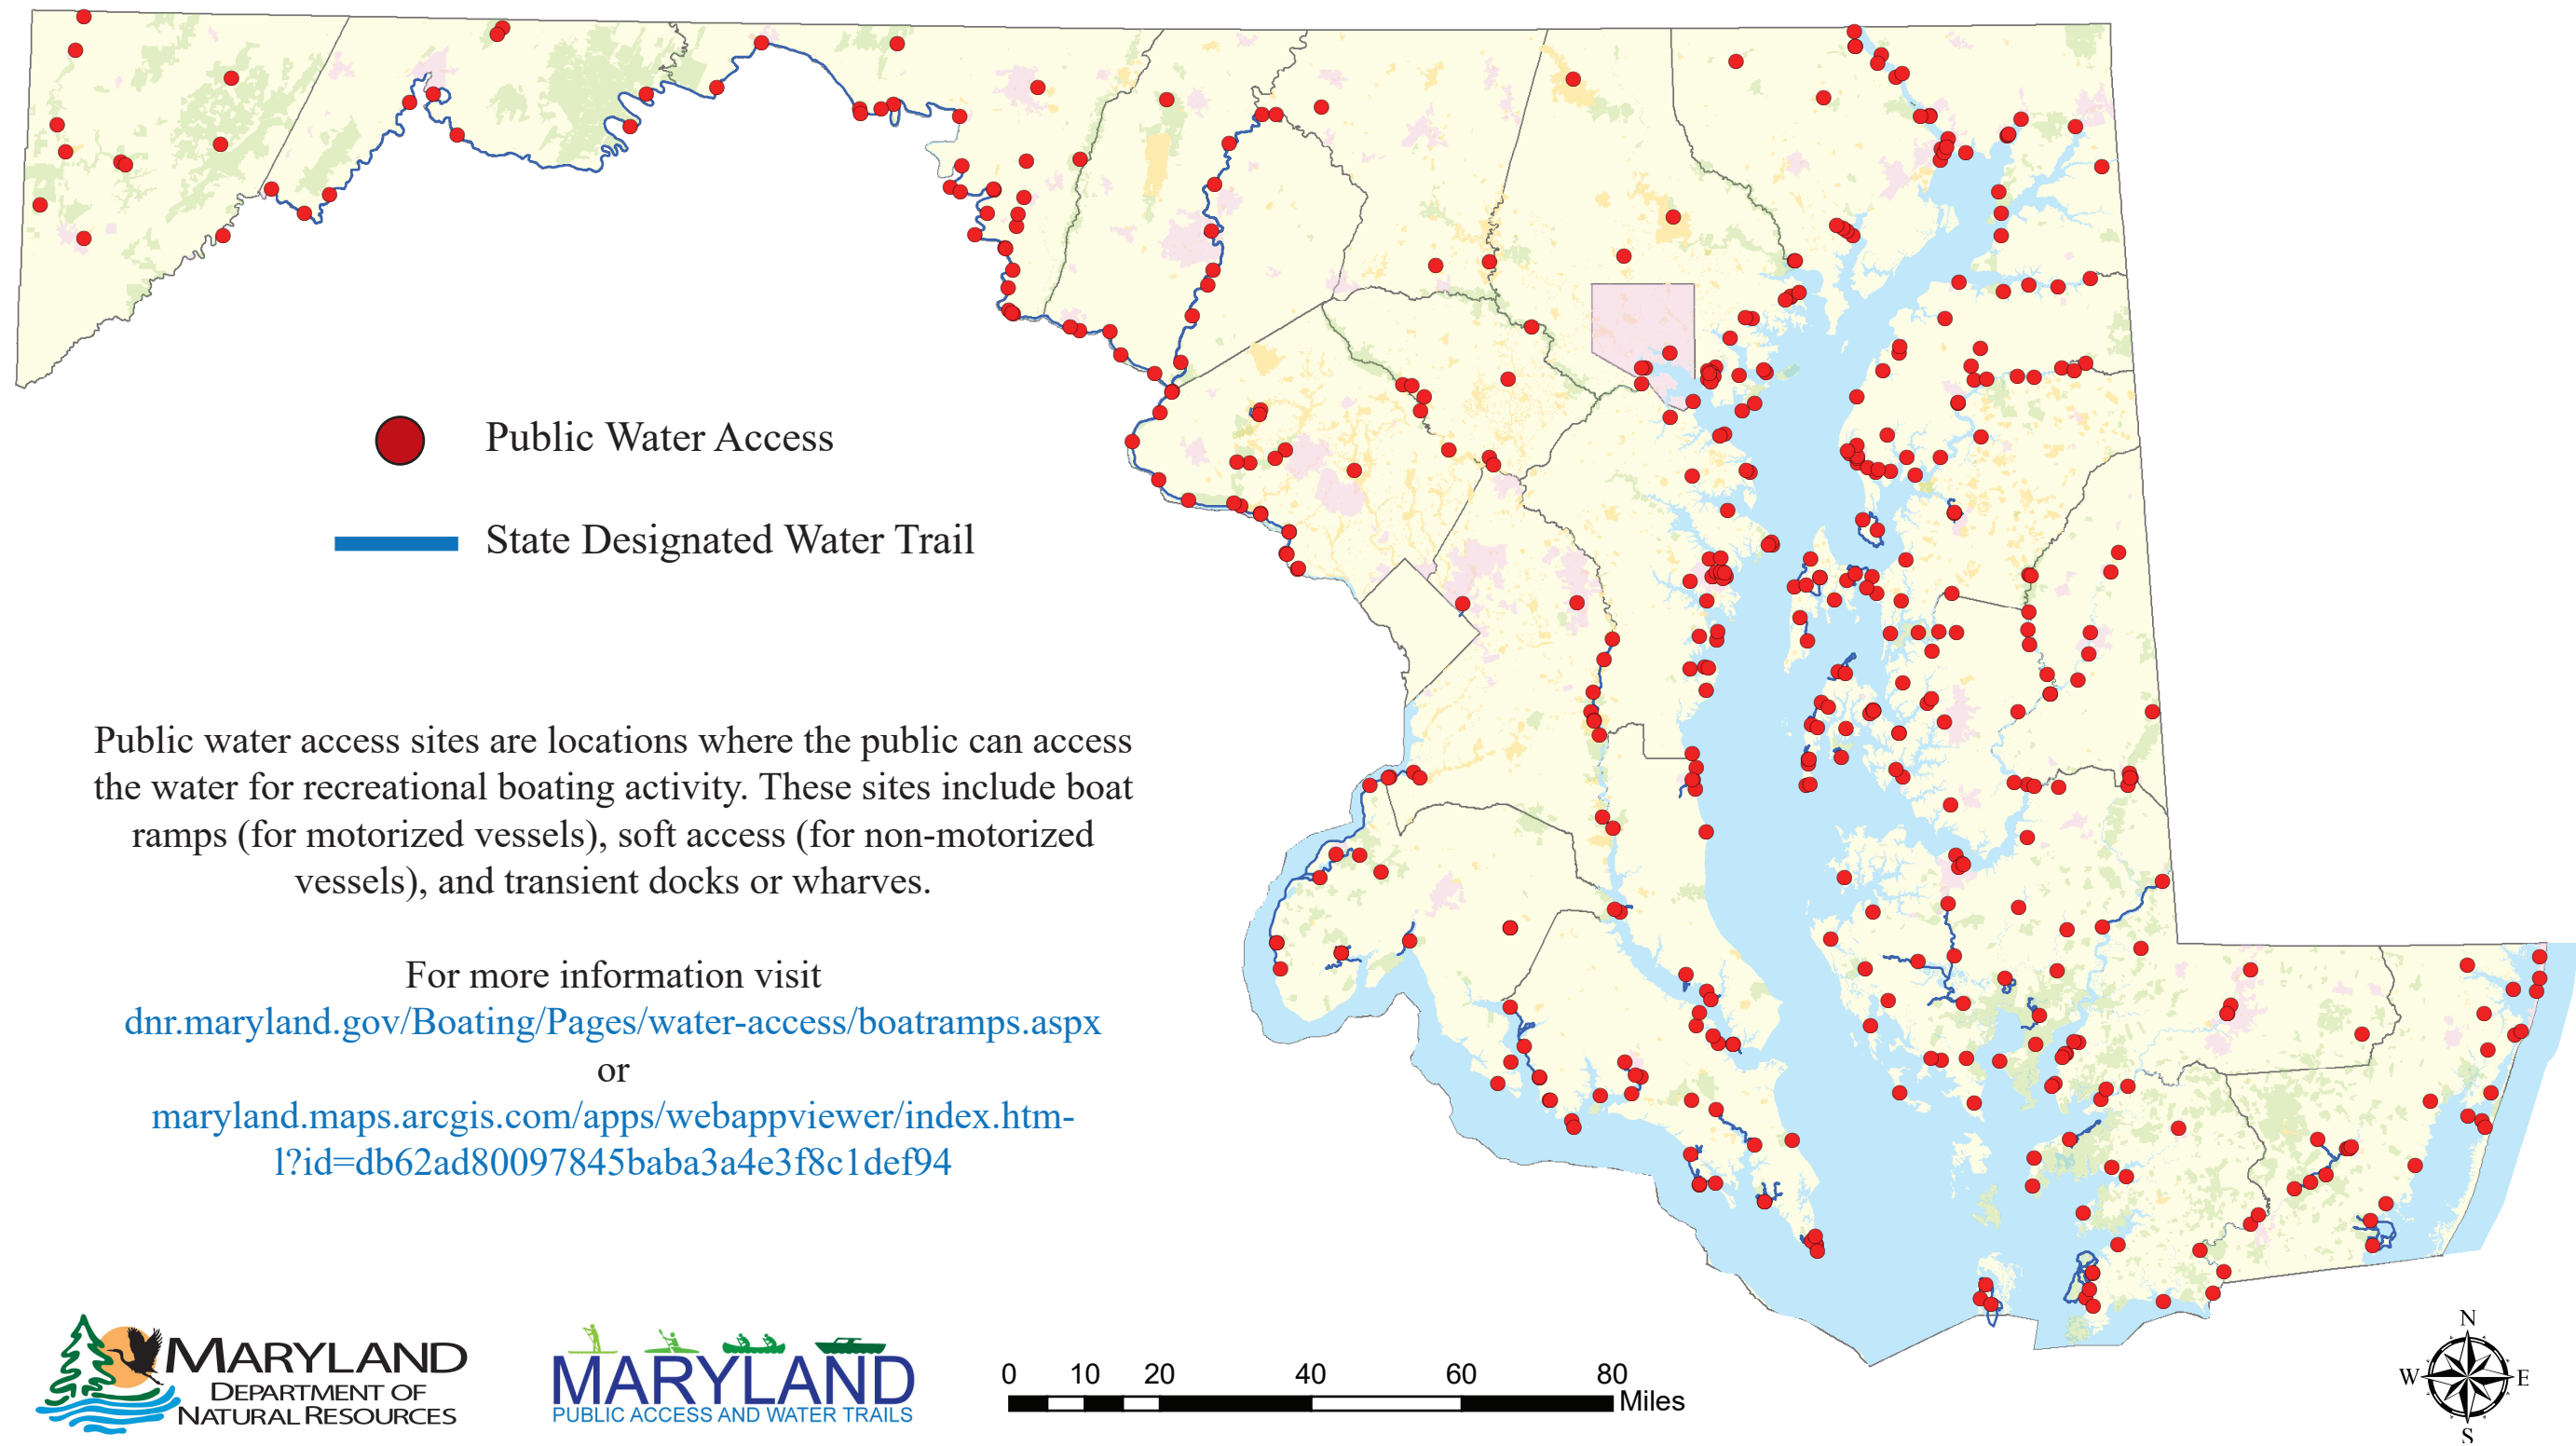 Public Water Access
State Designated Water Trail
Public water access sites are locations where the public can access
the water for recreational boating activity. These sites include boat
ramps (for motorized vessels), soft access (for non-motorized
vessels), and transient docks or wharves.
For more information visit
dnr.maryland.gov/Boating/Pages/water-access/boatramps.aspx
or
maryland.maps.arcgis.com/apps/webappviewer/index.htm-
l?id=db62ad80097845baba3a4e3f8c1def94
MARYLAND
DEPARTMENT OF
NATURAL RESOURCES
MARYLAND
PUBLIC ACCESS AND WATER TRAILS
0 10 20 40 60 80
Miles
N
W E
S